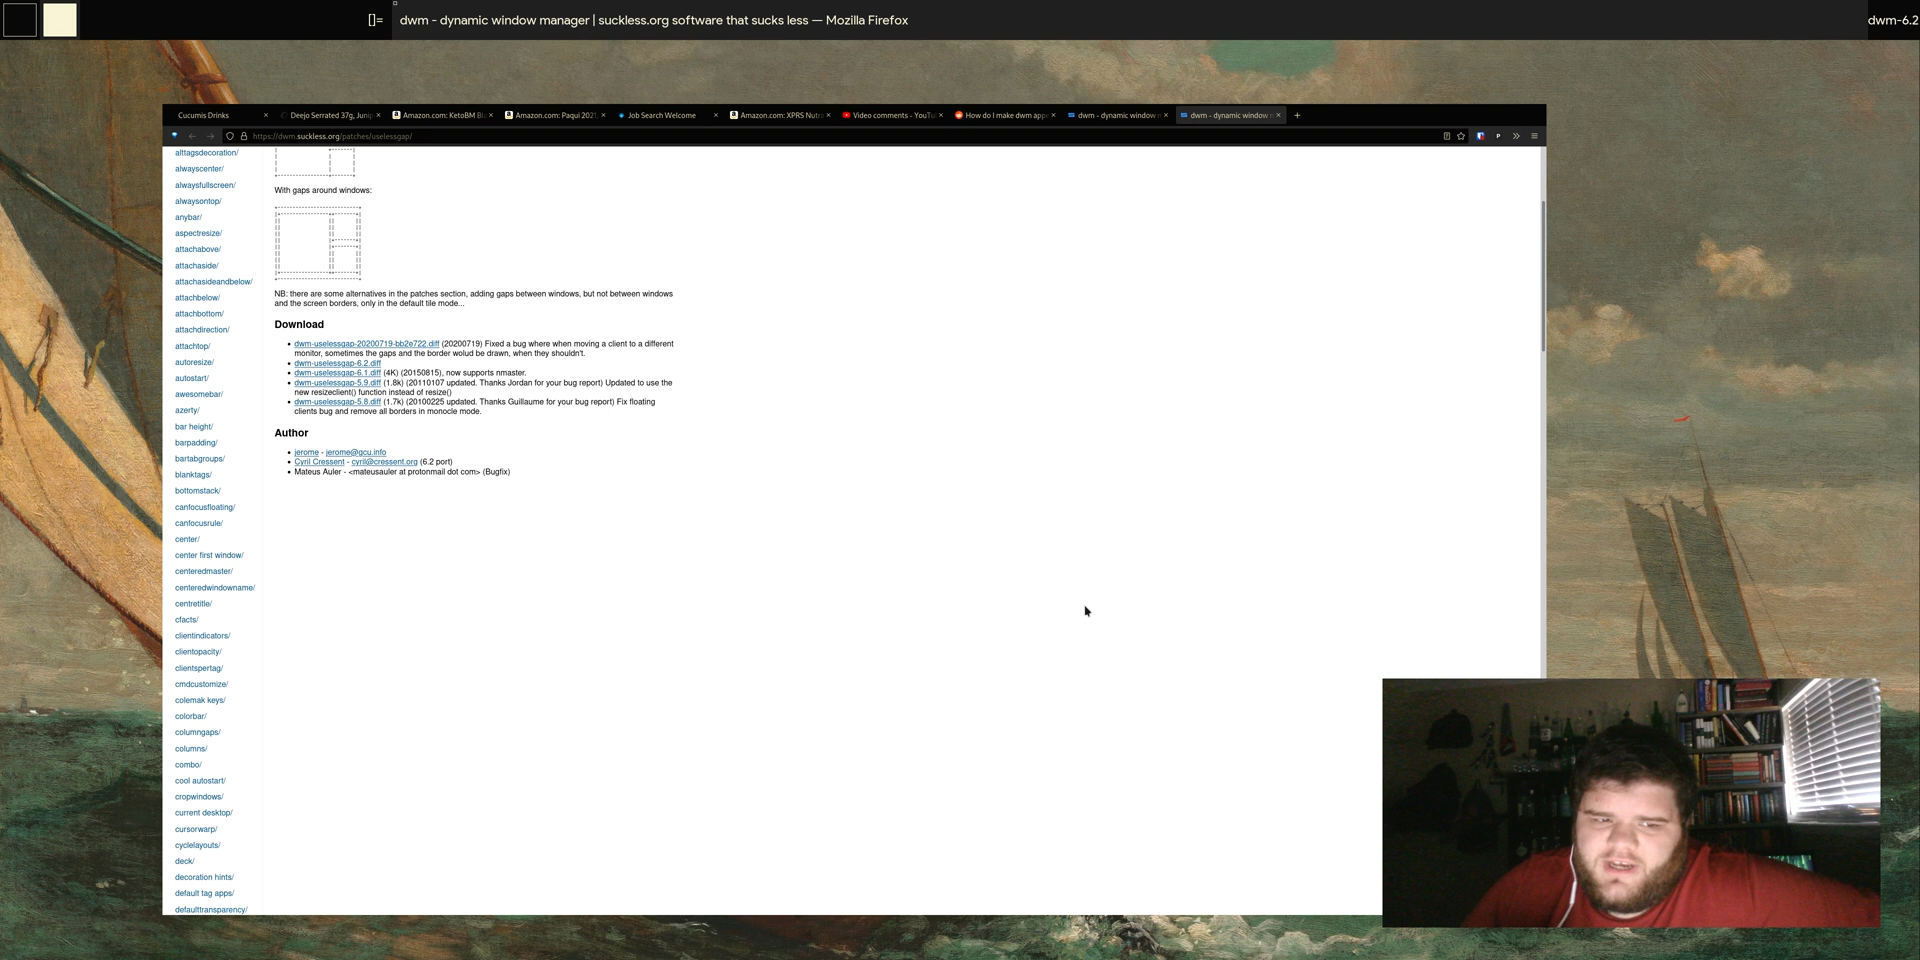 []=
dwm - dynamic window manager | suckless.org software that sucks less — Mozilla Firefox
dwm-6.2
Cucumis Drinks
Deejo Serrated 37g, Junip
Amazon.com: KetoBM Bl
Amazon.com: Paqui 2021
Job Search Welcome
Amazon.com: XPRS Nutra
Video comments - YouTu
How do I make dwm appe
dwm - dynamic window m
dwm - dynamic window m
https://dwm.suckless.org/patches/uselessgap/
alttagsdecoration/
alwayscenter/
alwaysfullscreen/
alwaysontop/
anybar/
aspectresize/
attachabove/
attachaside/
attachasideandbelow/
attachbelow/
attachbottom/
attachdirection/
attachtop/
autoresize/
autostart/
awesomebar/
azerty/
bar height/
barpadding/
bartabgroups/
blanktags/
bottomstack/
canfocusfloating/
canfocusrule/
center/
center first window/
centeredmaster/
centeredwindowname/
centretitle/
cfacts/
clientindicators/
clientopacity/
clientspertag/
cmdcustomize/
colemak keys/
colorbar/
columngaps/
columns/
combo/
cool autostart/
cropwindows/
current desktop/
cursorwarp/
cyclelayouts/
deck/
decoration hints/
default tag apps/
defaulttransparency/
With gaps around windows:
NB: there are some alternatives in the patches section, adding gaps between windows, but not between windows
and the screen borders, only in the default tile mode...
Download
dwm-uselessgap-20200719-bb2e722.diff (20200719) Fixed a bug where when moving a client to a different
monitor, sometimes the gaps and the border wolud be drawn, when they shouldn't.
dwm-uselessgap-6.2.diff
dwm-uselessgap-6.1.diff (4K) (20150815), now supports nmaster.
dwm-uselessgap-5.9.diff (1.8k) (20110107 updated. Thanks Jordan for your bug report) Updated to use the
new resizeclient() function instead of resize()
dwm-uselessgap-5.8.diff (1.7k) (20100225 updated. Thanks Guillaume for your bug report) Fix floating
clients bug and remove all borders in monocle mode.
Author
jerome - jerome@gcu.info
Cyril Cressent - cyril@cressent.org (6.2 port)
Mateus Auler - <mateusauler at protonmail dot com> (Bugfix)